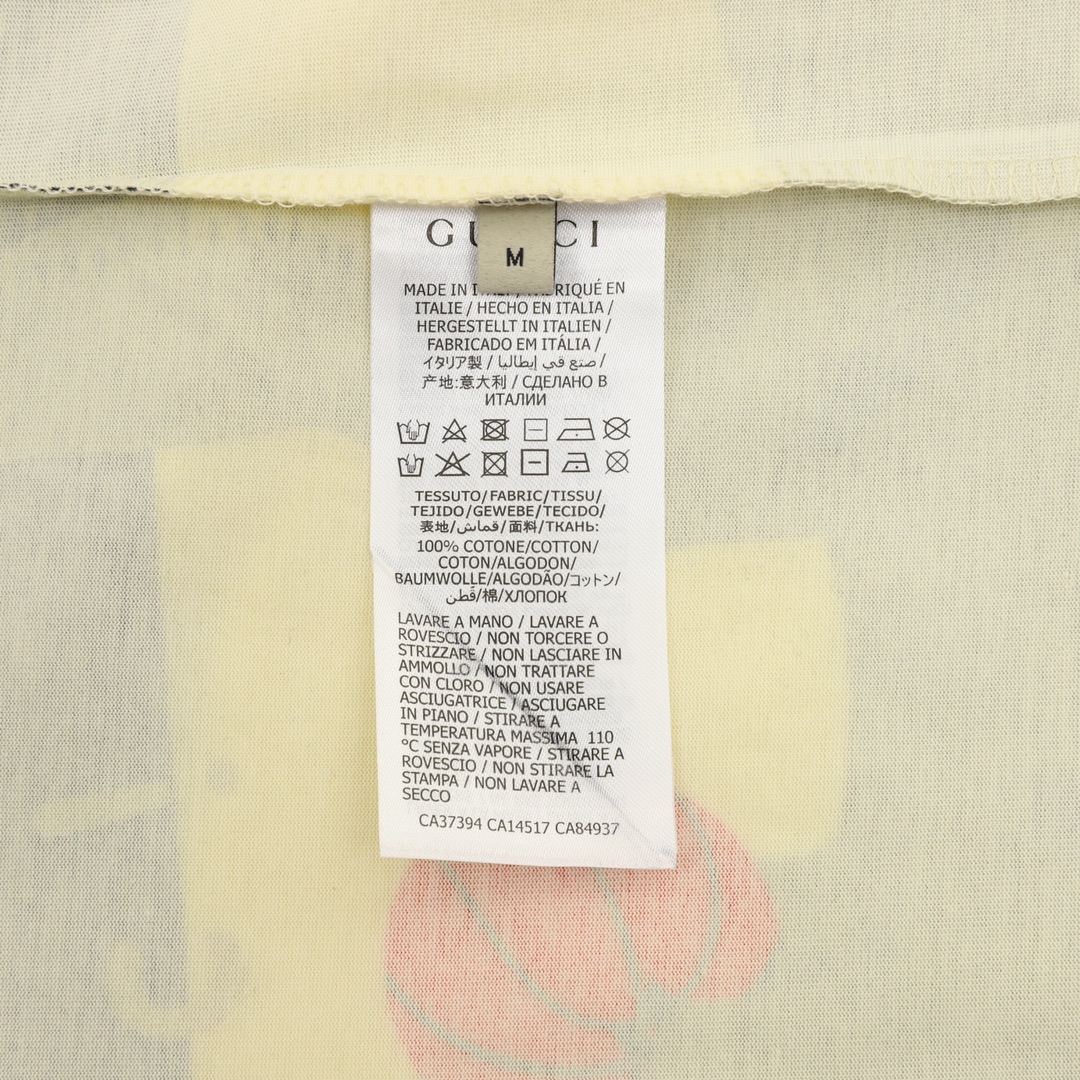 GU CI
M
MADE IN I RIQUÉ EN
ITALIE / HECHO EN ITALIA /
HERGESTELLT IN ITALIEN /
FABRICADO EM ITÁLIA /
イタリア製 / صنع في إيطاليا /
产地:意大利 / СДЕЛАНО В
ИТАЛИИ
TESSUTO/FABRIC/TISSU/
TEJIDO/GEWEBE/TECIDO/
表地/قماش/面料/ТКАНЬ:
100% COTONE/COTTON/
COTON/ALGODON/
BAUMWOLLE/ALGODÃO/コットン/
قطن/棉/ХЛОПОК
LAVARE A MANO / LAVARE A
ROVESCIO / NON TORCERE O
STRIZZARE / NON LASCIARE IN
AMMOLLO / NON TRATTARE
CON CLORO / NON USARE
ASCIUGATRICE / ASCIUGARE
IN PIANO / STIRARE A
TEMPERATURA MASSIMA 110
°C SENZA VAPORE / STIRARE A
ROVESCIO / NON STIRARE LA
STAMPA / NON LAVARE A
SECCO
CA37394 CA14517 CA84937